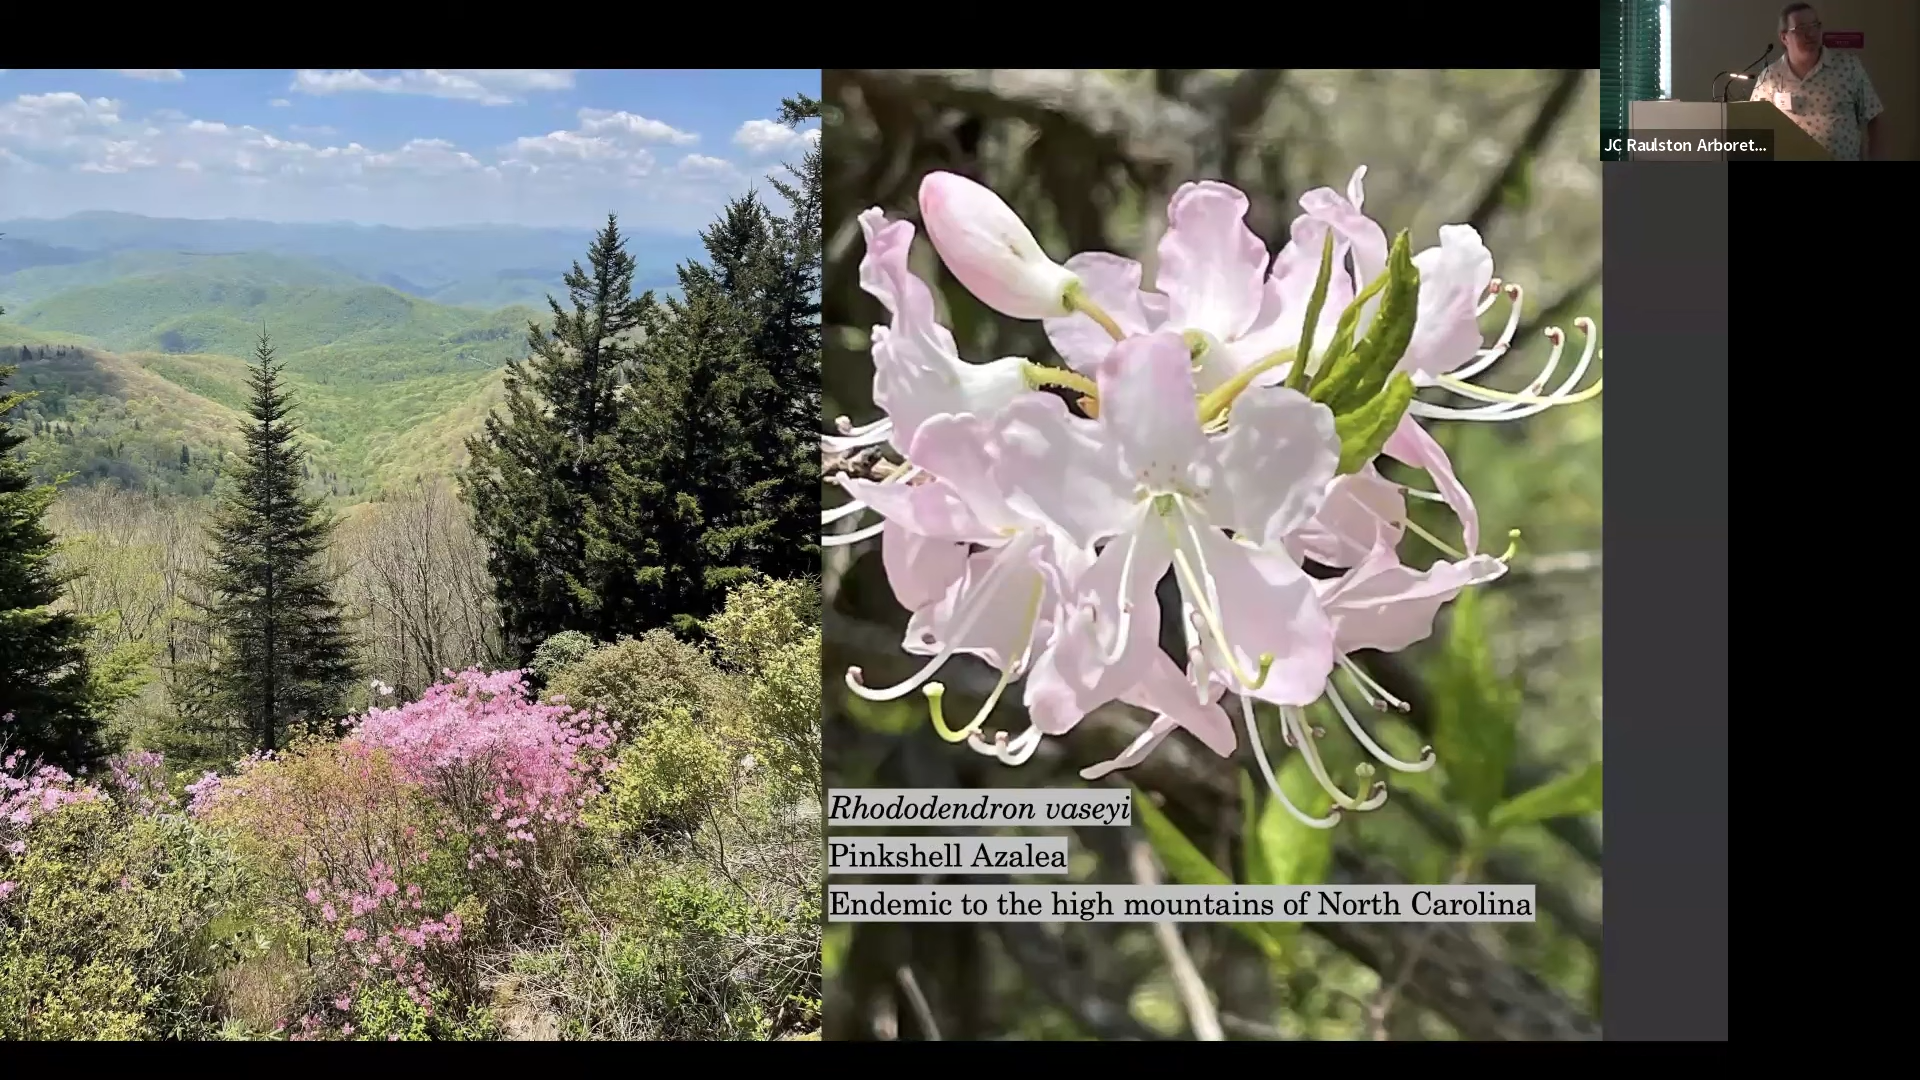 JC Raulston Arboret...
Rhododendron vaseyi
Pinkshell Azalea
Endemic to the high mountains of North Carolina